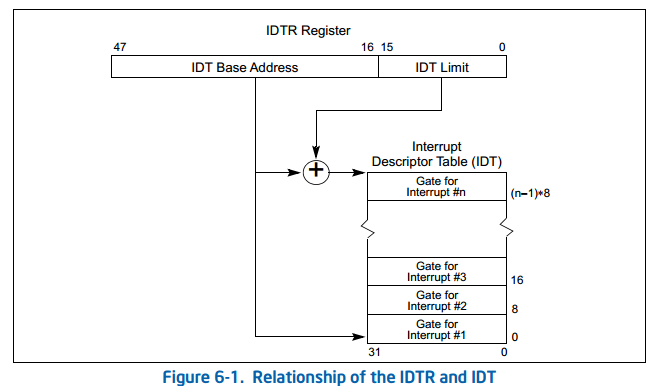 IDTR Register
47 16 15 0
IDT Base Address IDT Limit
+
Interrupt
Descriptor Table (IDT)
Gate for
Interrupt #n
(n−1)∗8
Gate for
Interrupt #3
16
Gate for
Interrupt #2
8
Gate for
Interrupt #1
0
31 0
Figure 6-1. Relationship of the IDTR and IDT